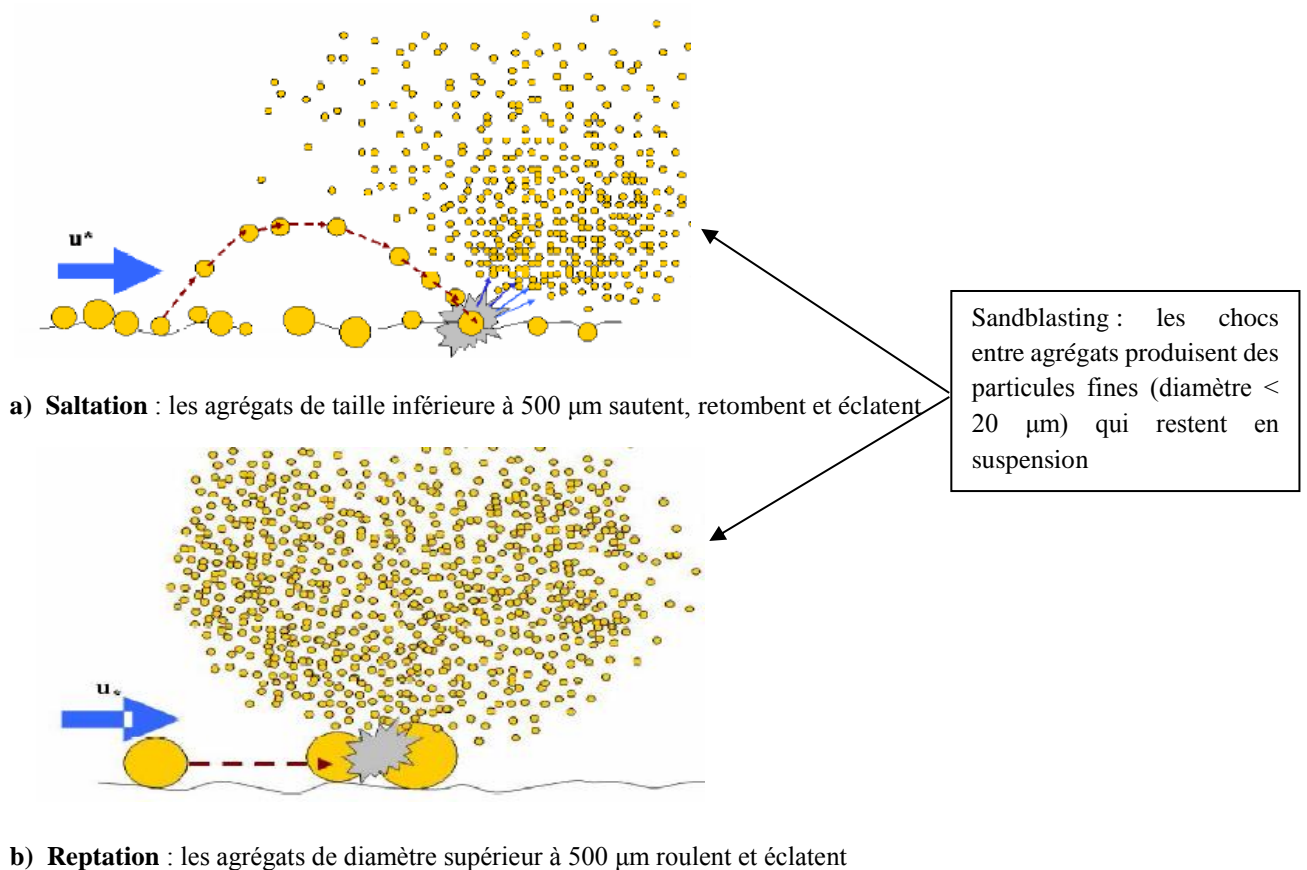 u*
a) Saltation : les agrégats de taille inférieure à 500 μm sautent, retombent et éclatent
Sandblasting : les chocs
entre agrégats produisent des
particules fines (diamètre <
20 μm) qui restent en
suspension
u*
b) Reptation : les agrégats de diamètre supérieur à 500 μm roulent et éclatent